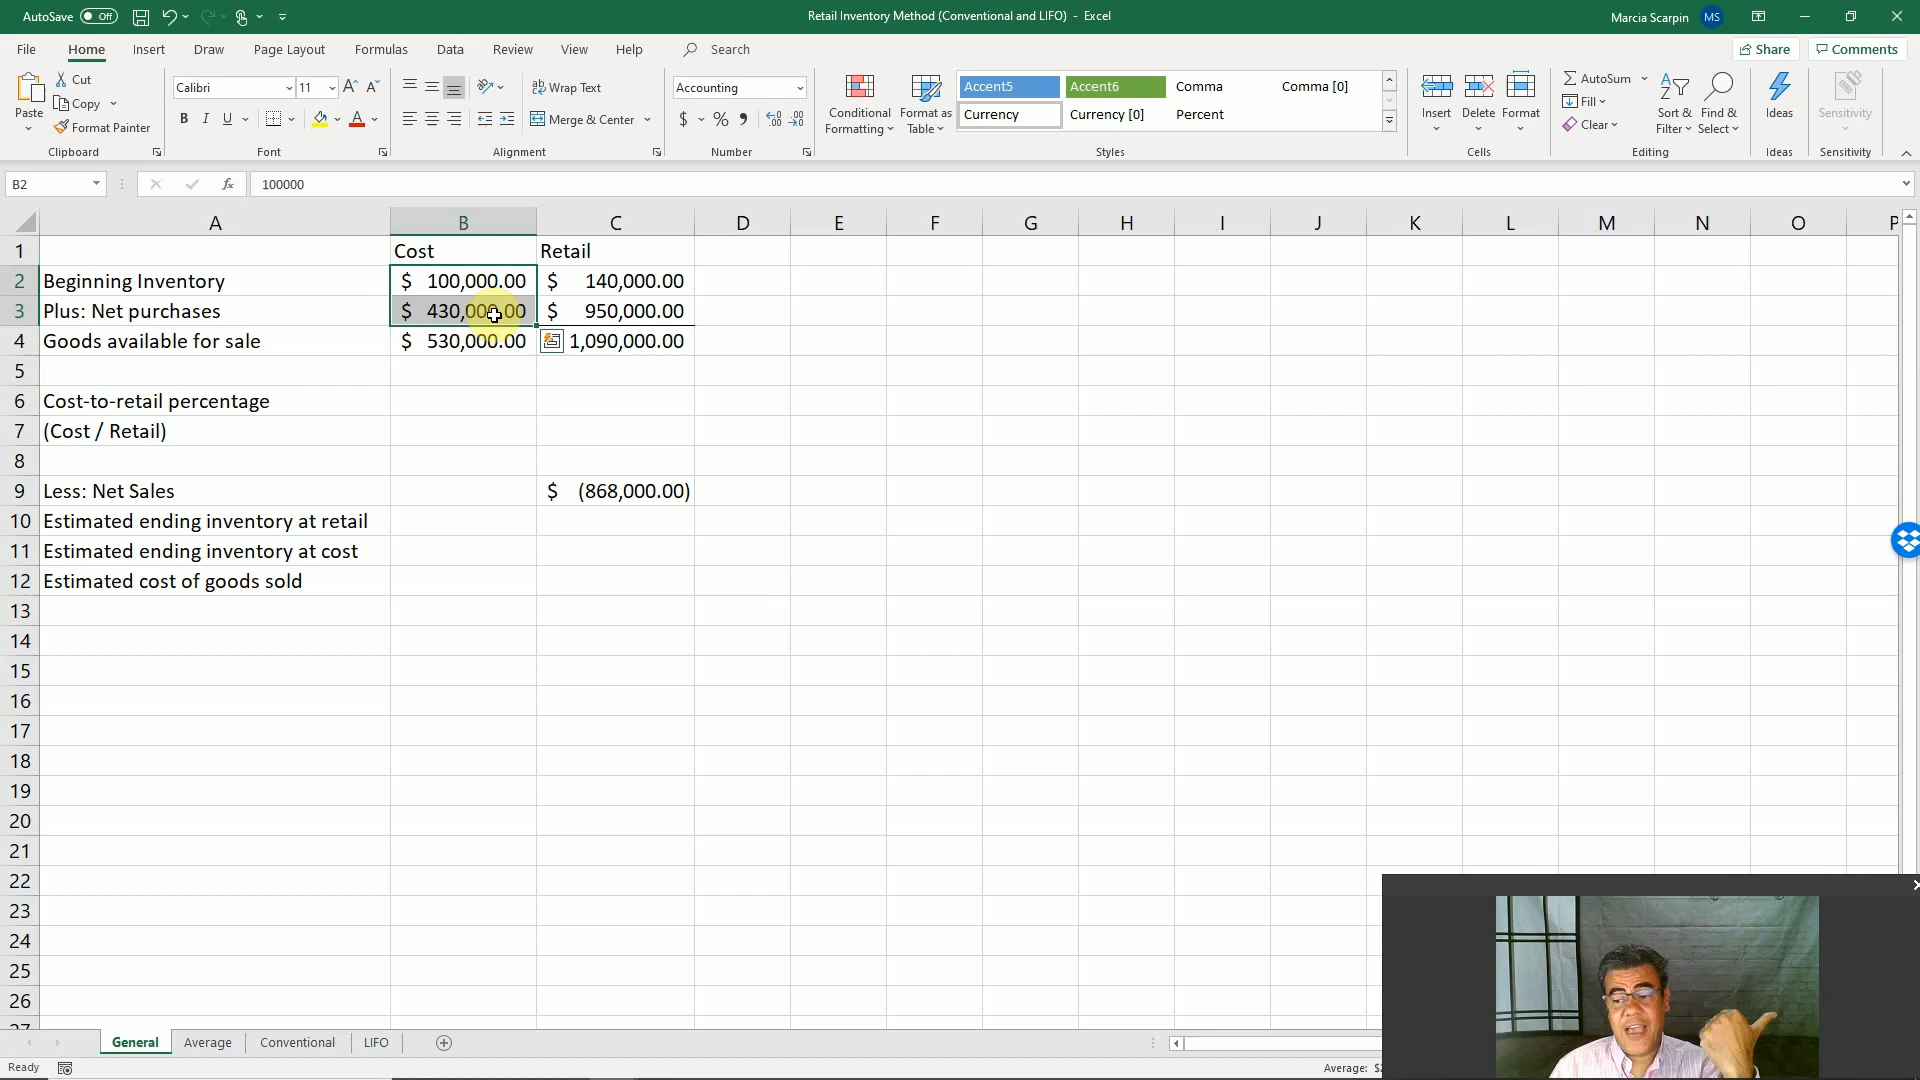 AutoSave Off
Retail Inventory Method (Conventional and LIFO) - Excel
Marcia Scarpin MS
File Home Insert Draw Page Layout Formulas Data Review View Help Search
Share Comments
Paste
Cut
Copy
Format Painter
Clipboard
Calibri 11
B I U
Font
Wrap Text
Merge & Center
Alignment
Accounting
$ % 9
Number
Conditional Formatting
Format as Table
Accent5 Accent6 Comma Comma [0]
Currency Currency [0] Percent
Styles
Insert Delete Format
Cells
AutoSum
Fill
Clear
Sort & Filter
Find & Select
Editing
Ideas
Ideas
Sensitivity
Sensitivity
B2 fx 100000
A B C D E F G H I J K L M N O P
1 Cost Retail
2 Beginning Inventory $ 100,000.00 $ 140,000.00
3 Plus: Net purchases $ 430,000.00 $ 950,000.00
4 Goods available for sale $ 530,000.00 1,090,000.00
5
6 Cost-to-retail percentage
7 (Cost / Retail)
8
9 Less: Net Sales $ (868,000.00)
10 Estimated ending inventory at retail
11 Estimated ending inventory at cost
12 Estimated cost of goods sold
13
14
15
16
17
18
19
20
21
22
23
24
25
26
General Average Conventional LIFO
Ready
Average: